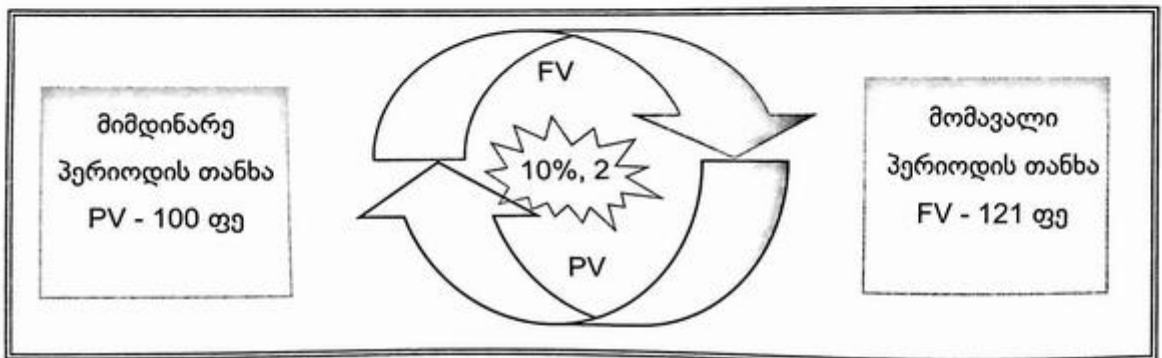 მიმდინარე
პერიოდის თანხა
PV - 100 ფე
FV
10%, 2
PV
მომავალი
პერიოდის თანხა
FV - 121 ფე